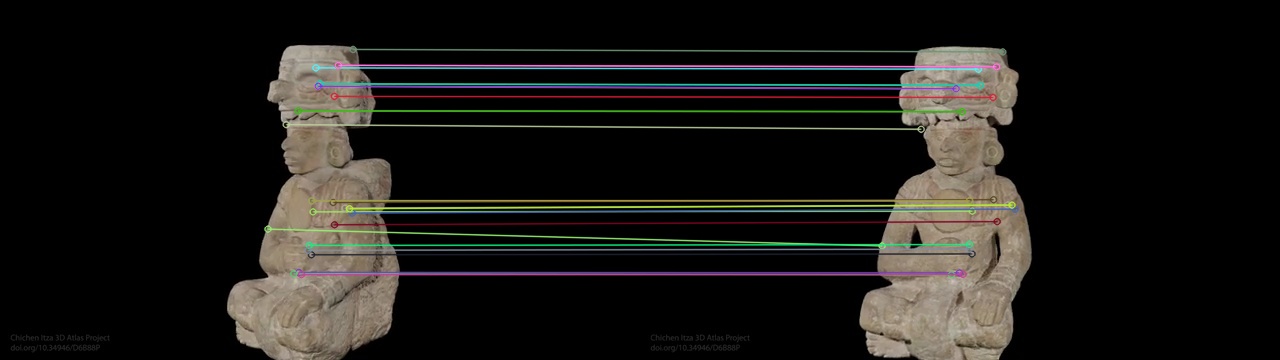 Chichen Itza 3D Atlas Project
doi.org/10.34946/D6B88P
Chichen Itza 3D Atlas Project
doi.org/10.34946/D6B88P